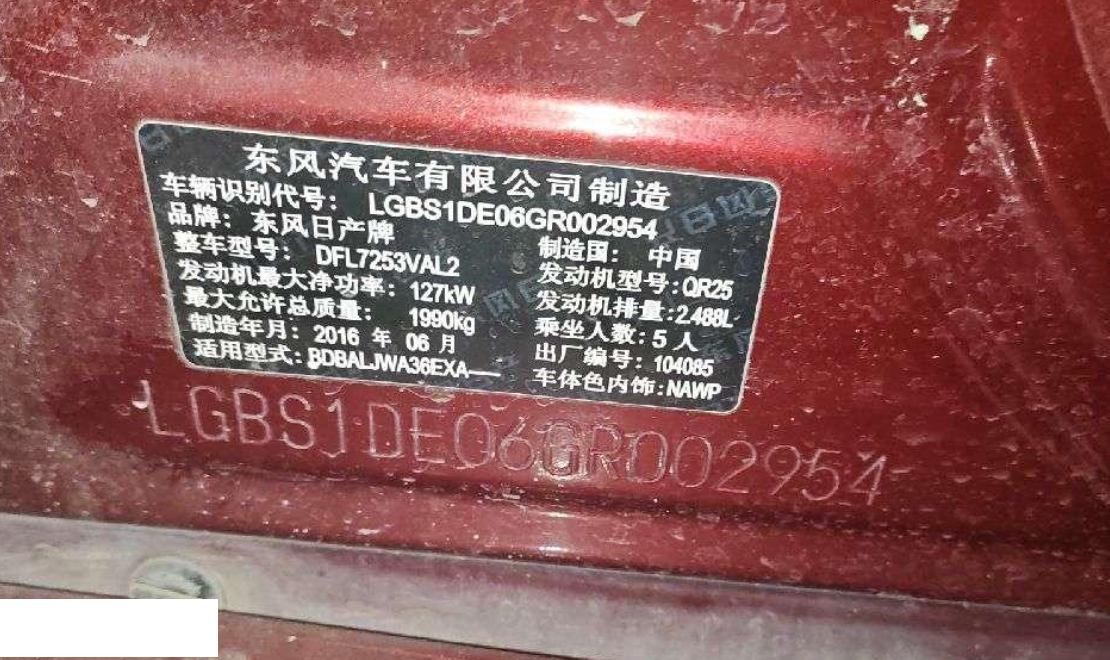 东风汽车有限公司制造
车辆识别代号: LGBS1DE06GR002954
品牌: 东风日产牌 制造国: 中国
整车型号: DFL7253VAL2 发动机型号:QR25
发动机最大净功率: 127kW 发动机排量:2.488L
最大允许总质量: 1990kg 乘坐人数:5 人
制造年月: 2016 年 06 月 出厂编号: 104085
适用型式:BDBALJWA36EXA— 车体色内饰:NAWP
LGBS1DE06GR002954